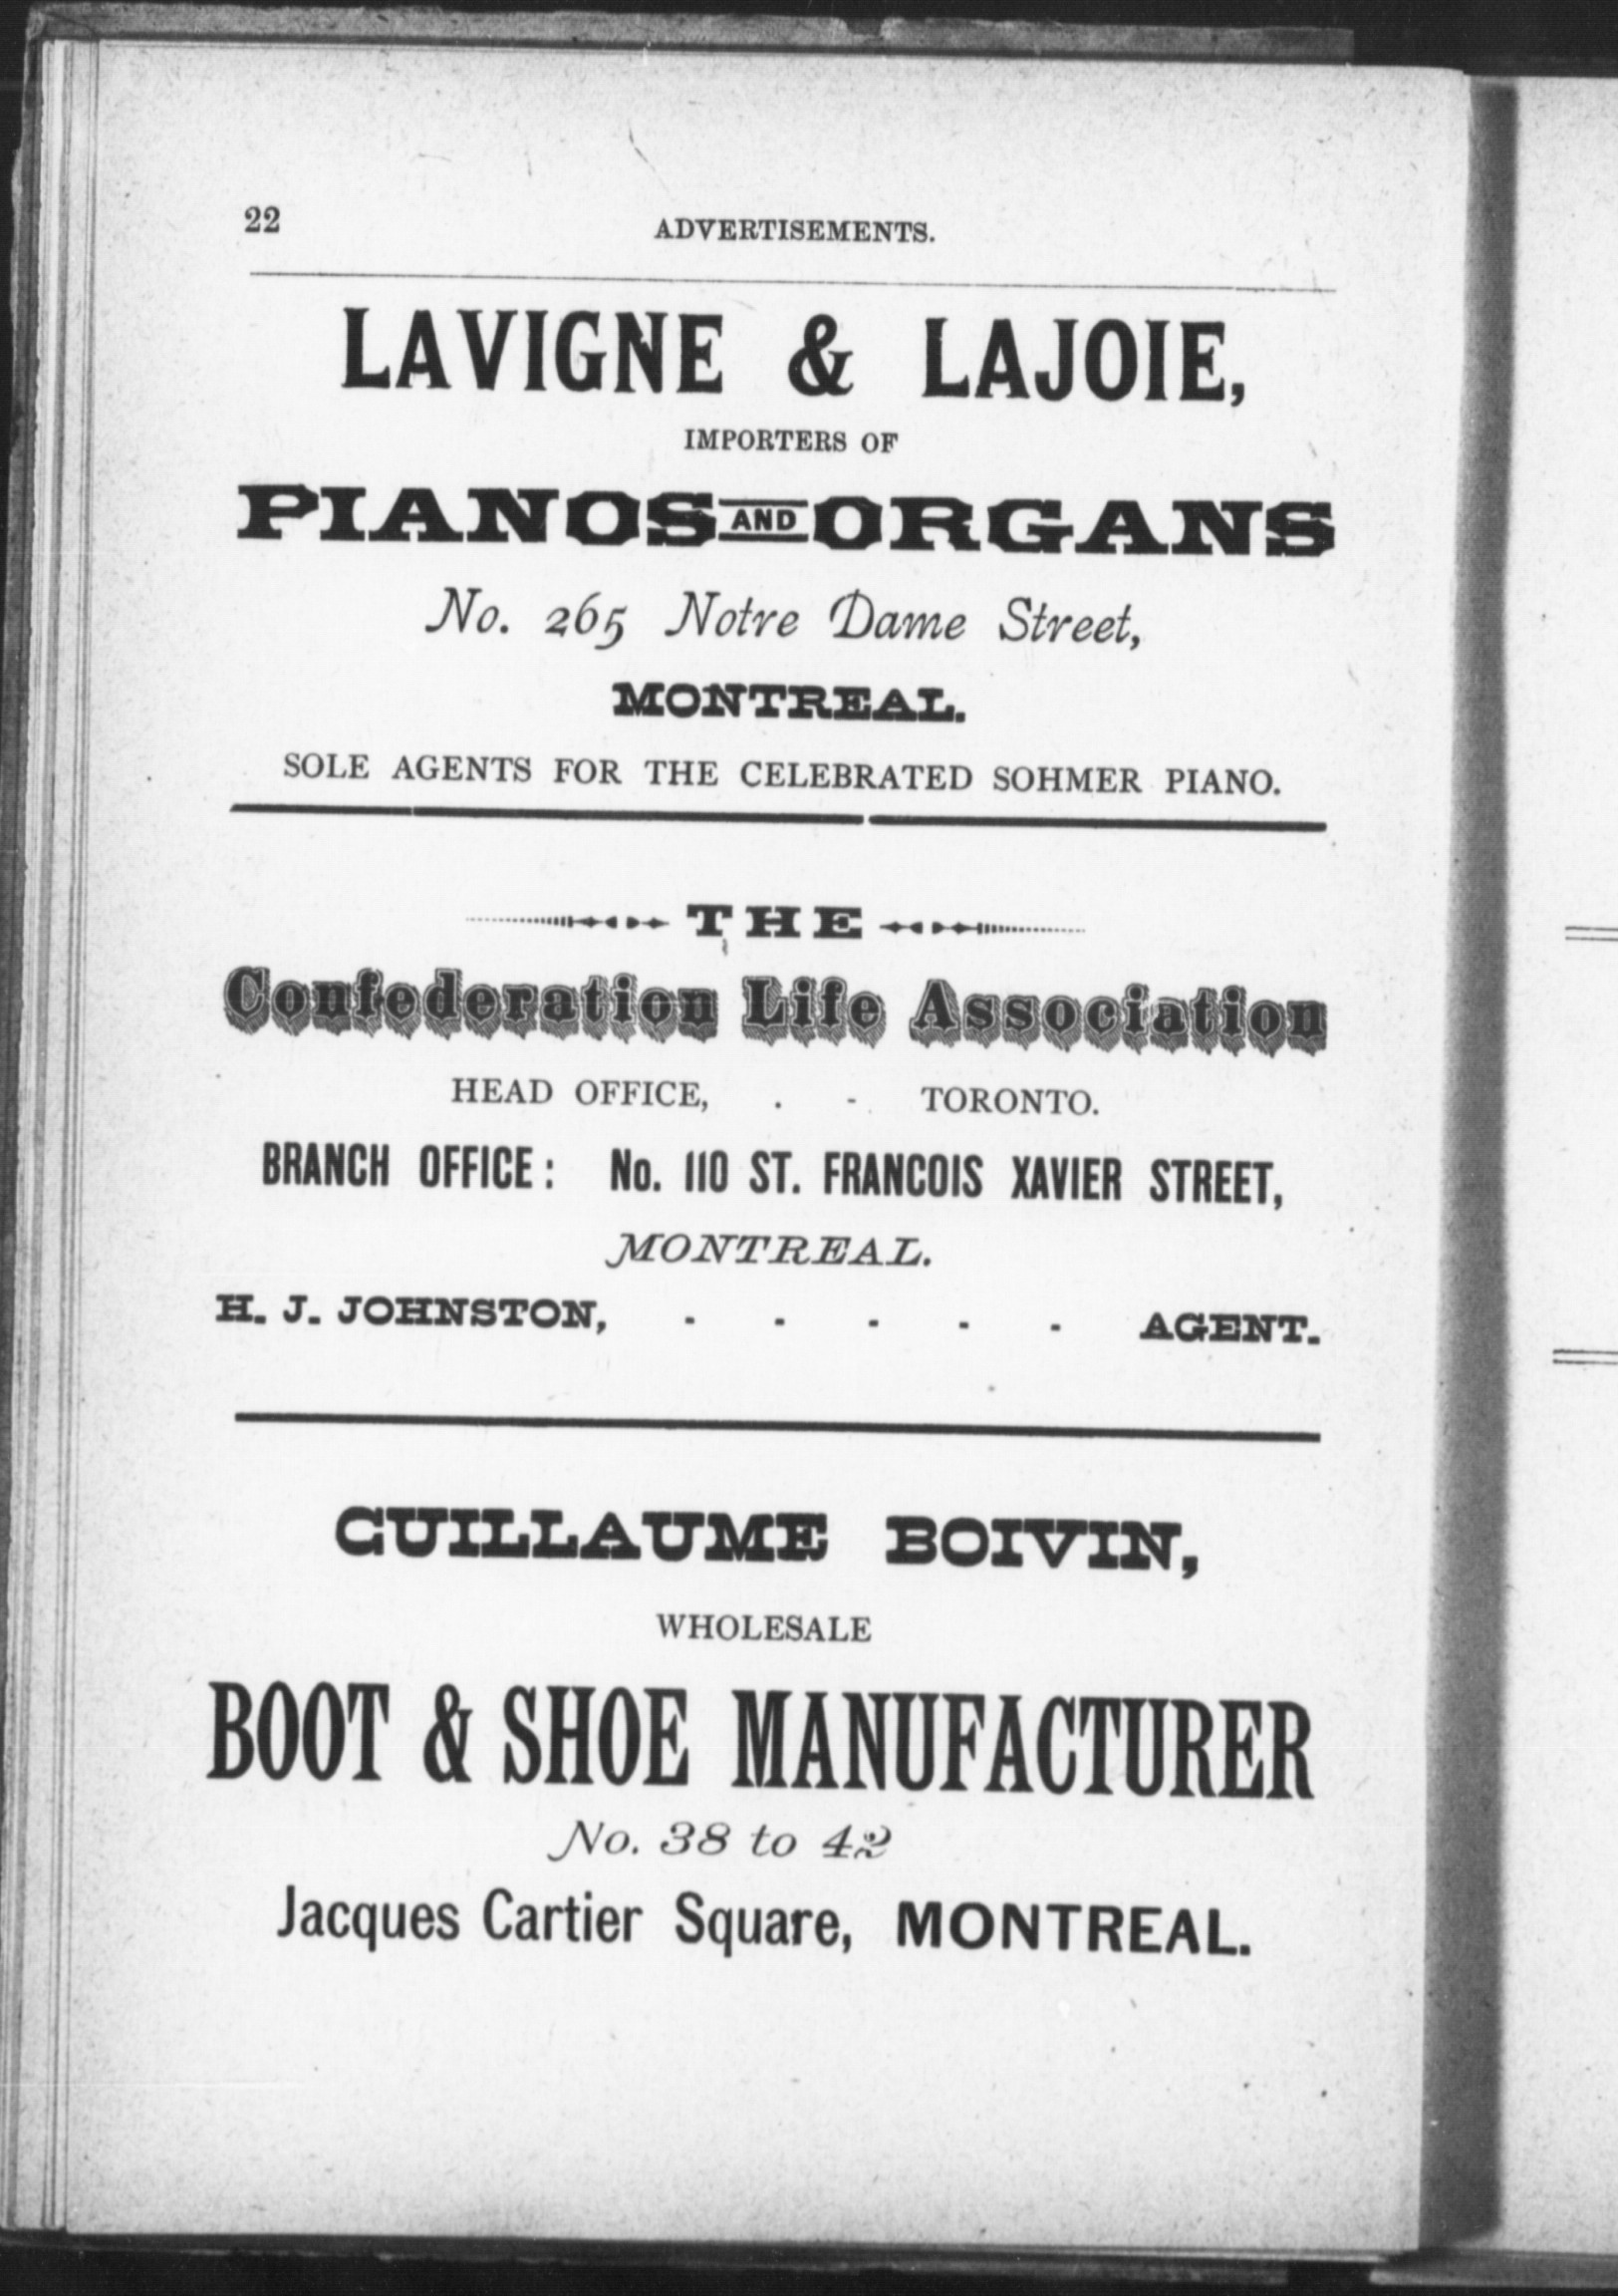 22
ADVERTISEMENTS.
LAVIGNE & LAJOIE,
IMPORTERS OF
PIANOS AND ORGANS
No. 265 Notre Dame Street,
MONTREAL.
SOLE AGENTS FOR THE CELEBRATED SOHMER PIANO.
THE
Confederation Life Association
HEAD OFFICE, . - TORONTO.
BRANCH OFFICE: No. 110 ST. FRANCOIS XAVIER STREET,
MONTREAL.
H. J. JOHNSTON, - - - - - AGENT.
GUILLAUME BOIVIN,
WHOLESALE
BOOT & SHOE MANUFACTURER
No. 38 to 42
Jacques Cartier Square, MONTREAL.